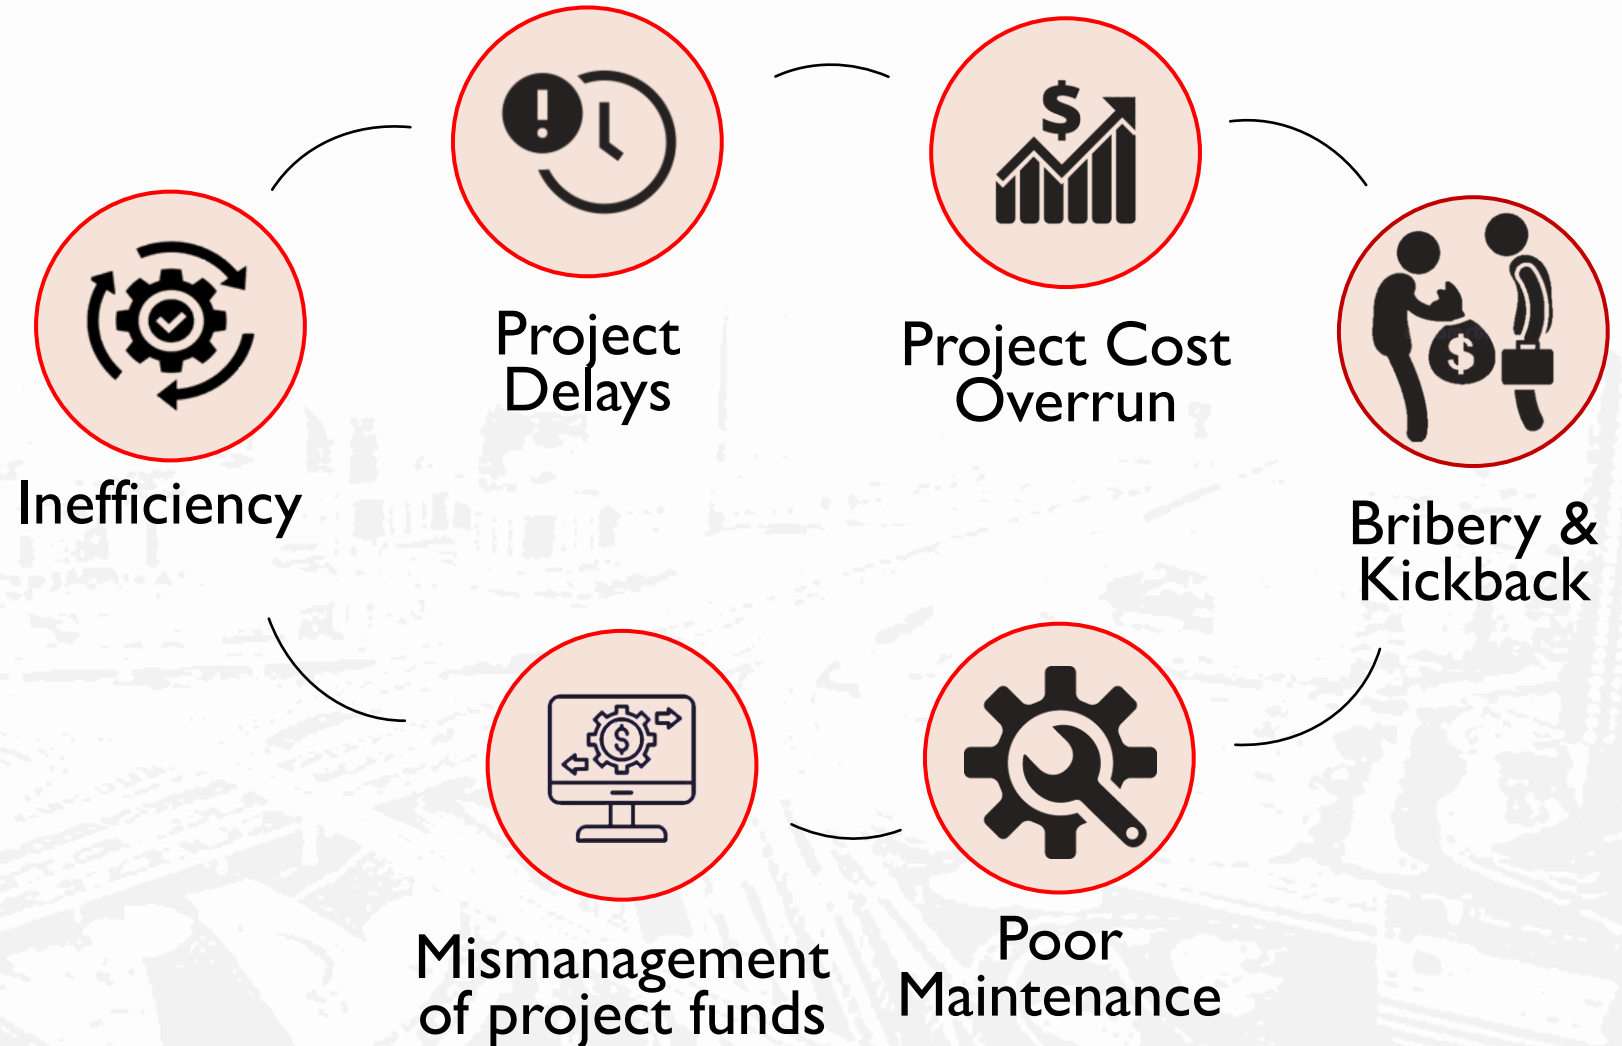 Project
Delays
Project Cost
Overrun
Inefficiency
Bribery &
Kickback
Mismanagement
of project funds
Poor
Maintenance